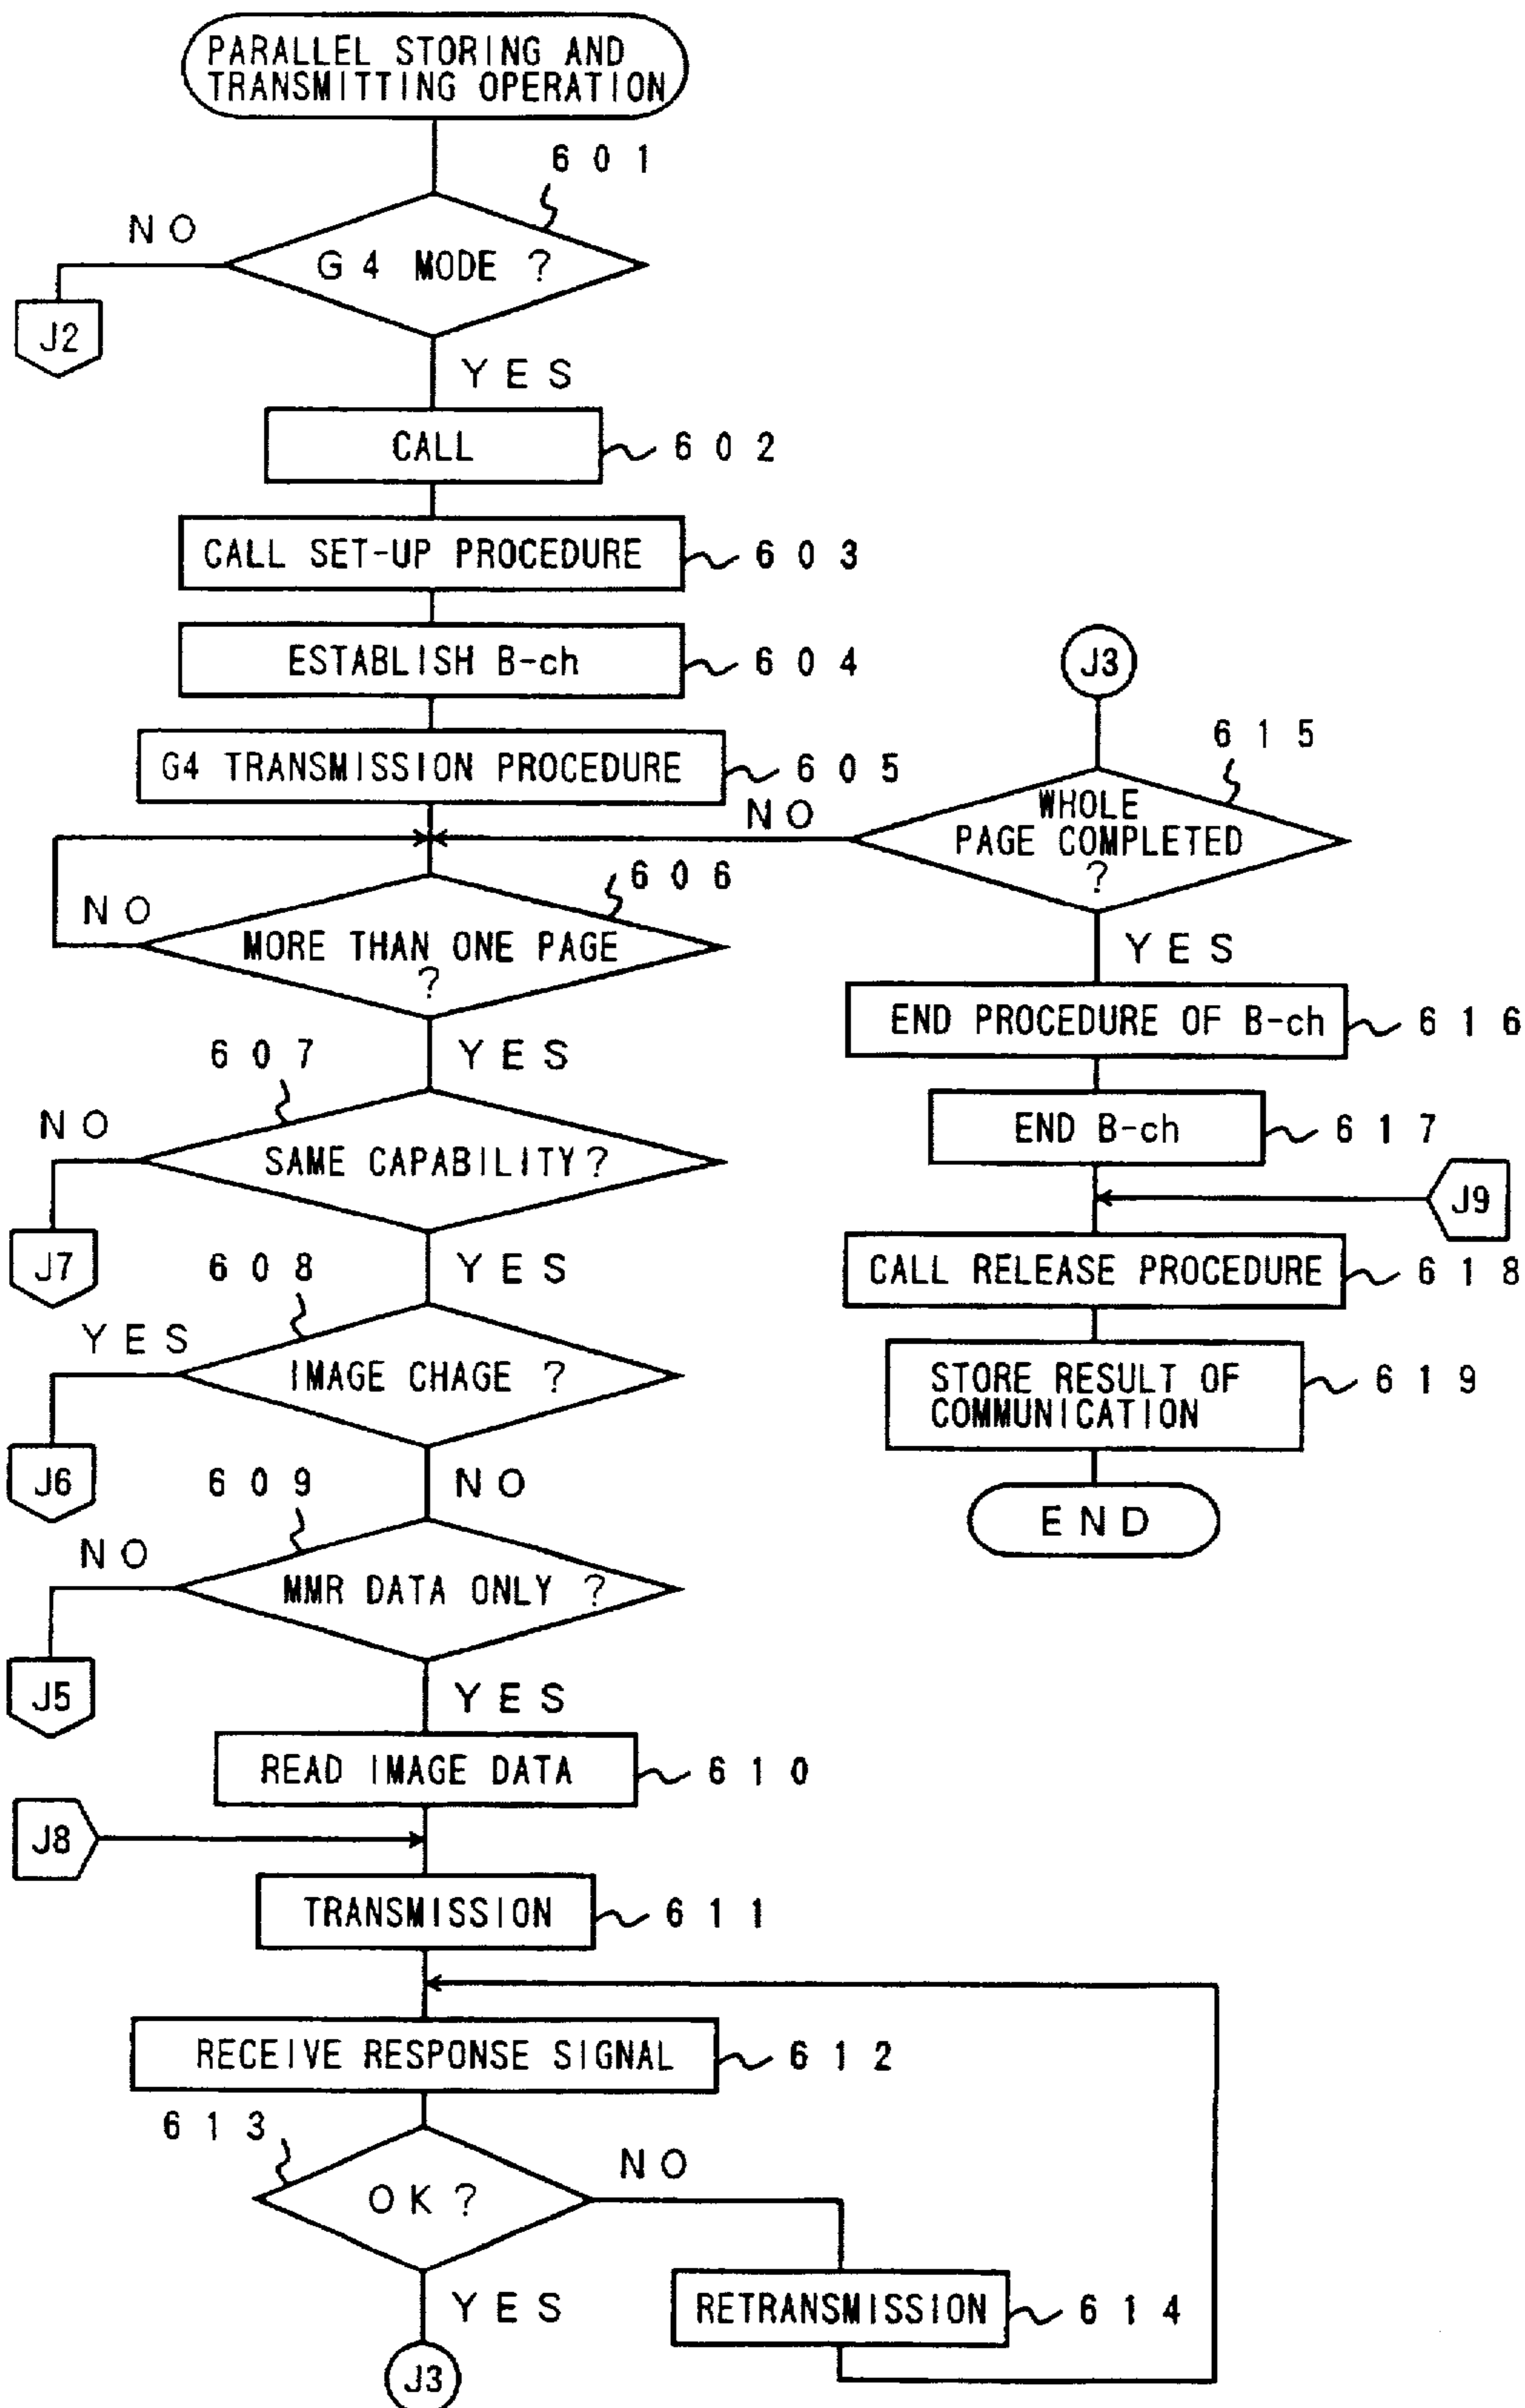 PARALLEL STORING AND
TRANSMITTING OPERATION
601
NO
G4 MODE ?
J2
YES
CALL
602
CALL SET-UP PROCEDURE
603
ESTABLISH B-ch
604
G4 TRANSMISSION PROCEDURE
605
606
NO
MORE THAN ONE PAGE
?
607
YES
NO
SAME CAPABILITY?
J7
608
YES
YES
IMAGE CHAGE ?
J6
609
NO
NO
MMR DATA ONLY ?
J5
YES
READ IMAGE DATA
610
J8
TRANSMISSION
611
RECEIVE RESPONSE SIGNAL
612
613
NO
OK?
YES
RETRANSMISSION
614
J3
J3
615
NO
WHOLE
PAGE COMPLETED
?
YES
END PROCEDURE OF B-ch
616
END B-ch
617
J9
CALL RELEASE PROCEDURE
618
STORE RESULT OF
COMMUNICATION
619
END